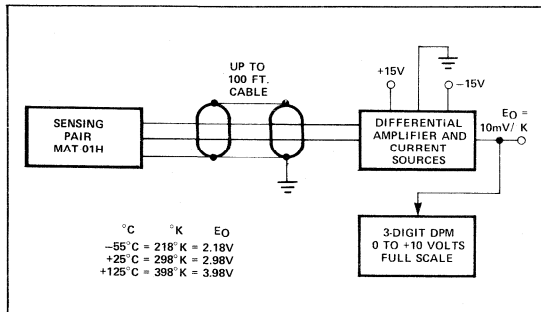 UP TO
100 FT.
CABLE
+15V
−15V
SENSING
PAIR
MAT 01H
DIFFERENTIAL
AMPLIFIER AND
CURRENT
SOURCES
EO =
10mV/ K
3-DIGIT DPM
0 TO +10 VOLTS
FULL SCALE
°C °K EO
−55°C = 218°K = 2.18V
+25°C = 298°K = 2.98V
+125°C = 398°K = 3.98V